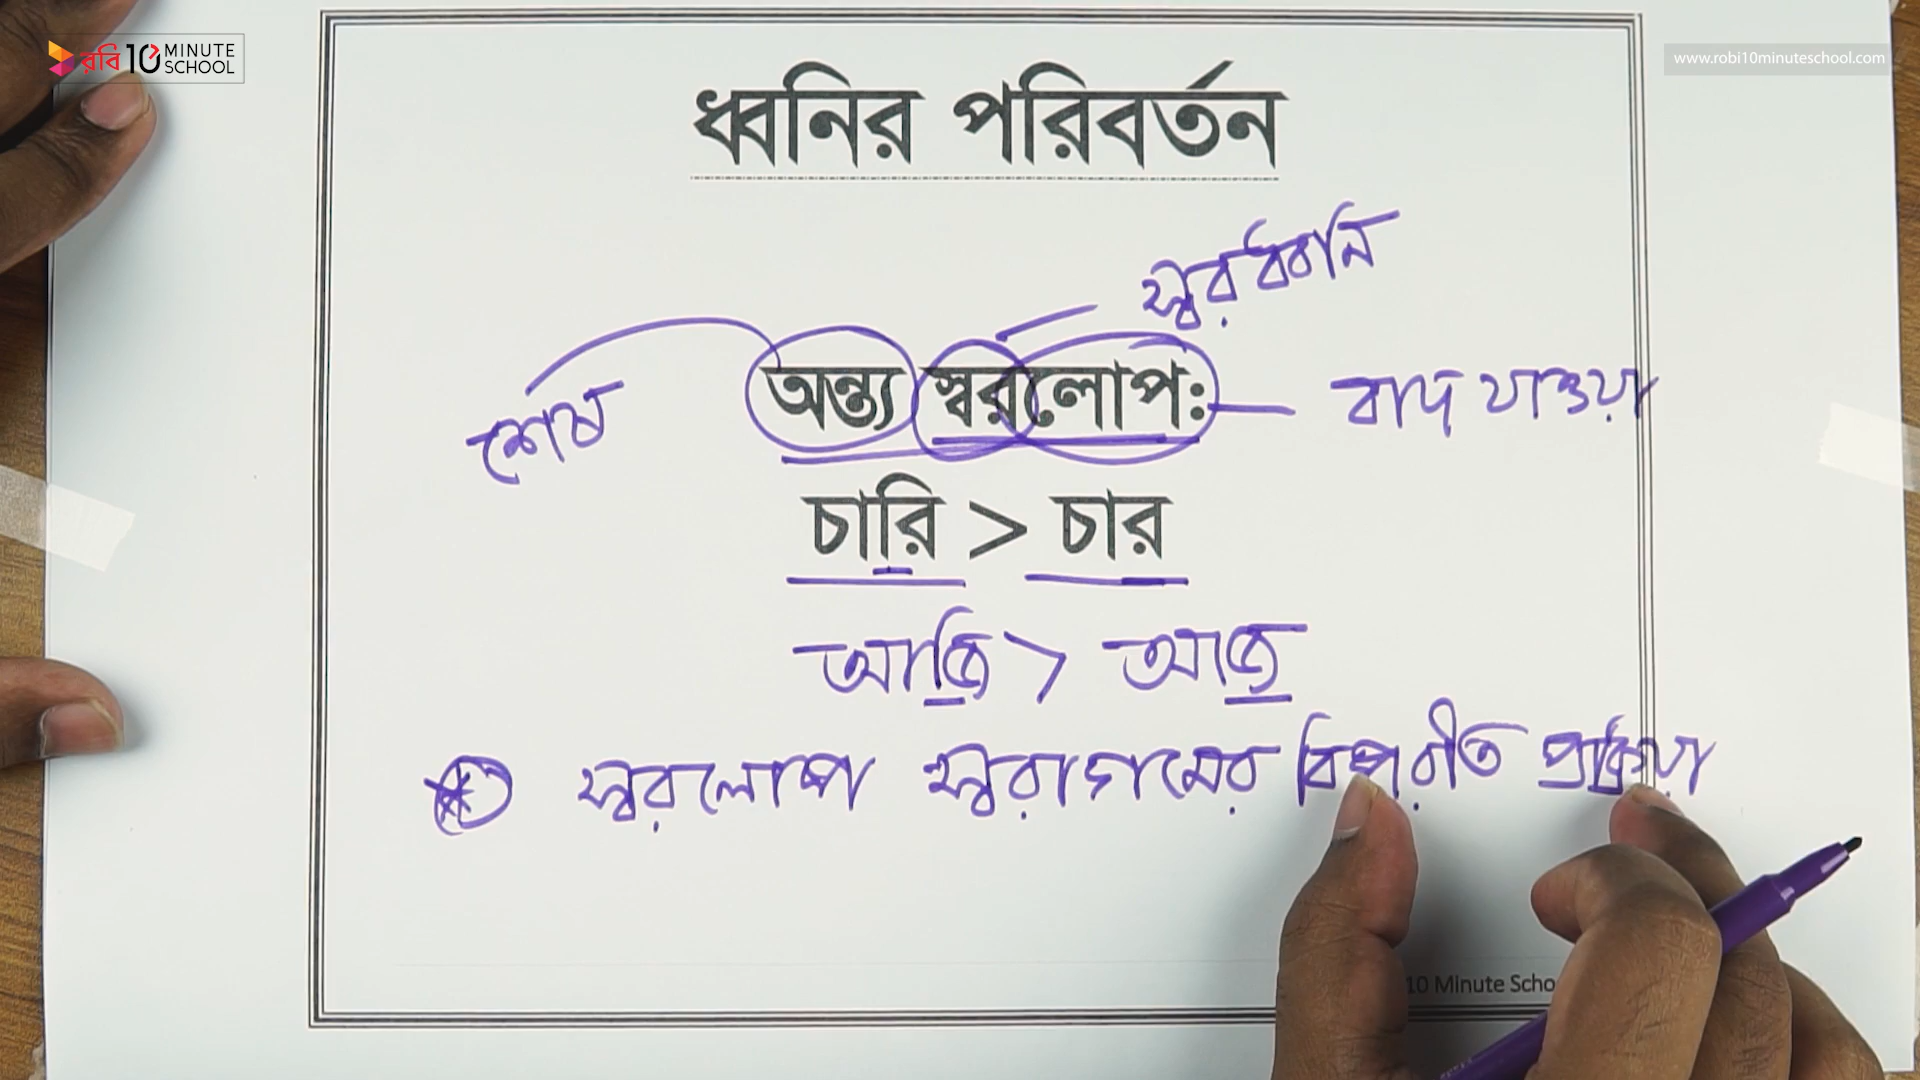 রবি 10 MINUTE SCHOOL
www.robi10minuteschool.com
ধ্বনির পরিবর্তন
স্বরধ্বনি
শেষ অন্ত্য স্বরলোপ: বাদ যাওয়া
চারি > চার
আজি > আজ
স্বরলোপ স্বরাগমের বিপরীত প্রক্রিয়া
10 Minute Scho